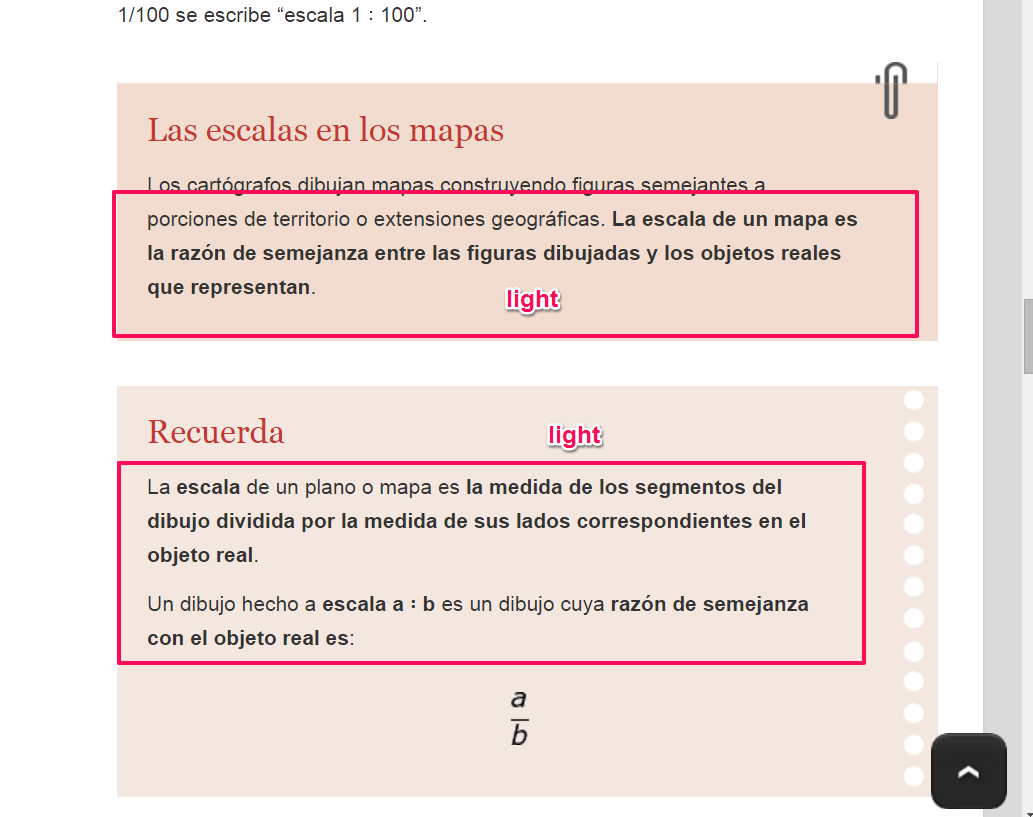 1/100 se escribe “escala 1 : 100”.
Las escalas en los mapas
Los cartógrafos dibujan mapas construyendo figuras semejantes a
porciones de territorio o extensiones geográficas. La escala de un mapa es
la razón de semejanza entre las figuras dibujadas y los objetos reales
que representan.
light
Recuerda
light
La escala de un plano o mapa es la medida de los segmentos del
dibujo dividida por la medida de sus lados correspondientes en el
objeto real.
Un dibujo hecho a escala a : b es un dibujo cuya razón de semejanza
con el objeto real es:
a
b